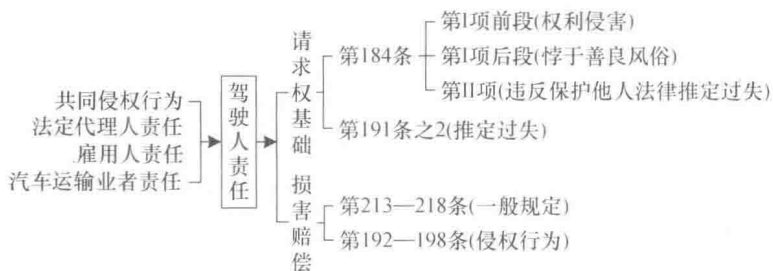 共同侵权行为
法定代理人责任
雇用人责任
汽车运输业者责任
驾驶人责任
请求权基础
第184条
第Ⅰ项前段(权利侵害)
第Ⅰ项后段(悖于善良风俗)
第Ⅱ项(违反保护他人法律推定过失)
第191条之2(推定过失)
损害赔偿
第213—218条(一般规定)
第192—198条(侵权行为)